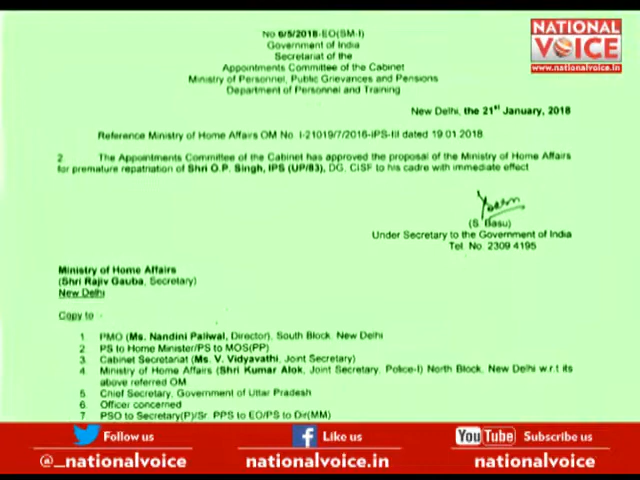 NATIONAL
VOICE
www.nationalvoice.in
No 6/5/2018-EO(SM-I)
Government of India
Secretariat of the
Appointments Committee of the Cabinet
Ministry of Personnel, Public Grievances and Pensions
Department of Personnel and Training
New Delhi, the 21st January, 2018
Reference Ministry of Home Affairs OM No. I-21019/7/2016-IPS-III dated 19.01.2018
2 The Appointments Committee of the Cabinet has approved the proposal of the Ministry of Home Affairs
for premature repatriation of Shri O.P. Singh, IPS (UP/83), DG, CISF to his cadre with immediate effect
(S Basu)
Under Secretary to the Government of India
Tel. No. 2309 4195
Ministry of Home Affairs
(Shri Rajiv Gauba, Secretary)
New Delhi
Copy to -
1 PMO (Ms. Nandini Paliwal, Director), South Block, New Delhi
2 PS to Home Minister/PS to MOS(PP)
3 Cabinet Secretariat (Ms. V. Vidyavathi, Joint Secretary)
4. Ministry of Home Affairs (Shri Kumar Alok, Joint Secretary, Police-I) North Block, New Delhi w.r.t its
above referred OM
5 Chief Secretary, Government of Uttar Pradesh
6. Officer concerned
7 PSO to Secretary(P)/Sr. PPS to EO/PS to Dir(MM)
Follow us
@_nationalvoice
Like us
nationalvoice.in
YouTube Subscribe us
nationalvoice